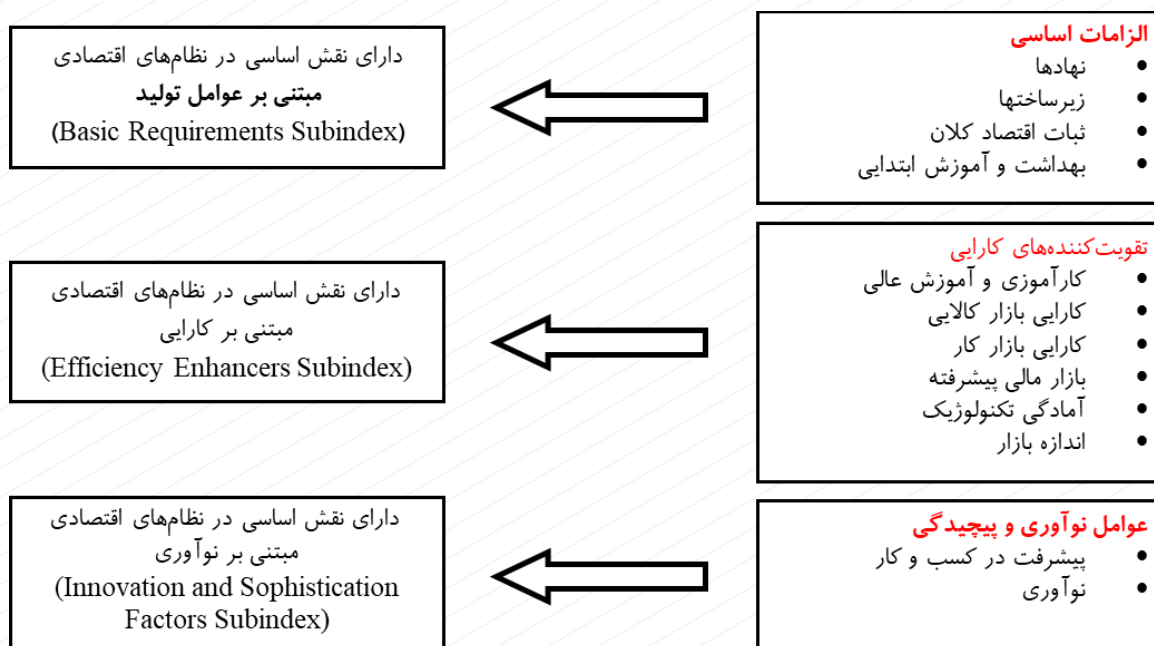 الزامات اساسی
• نهادها
• زیرساختها
• ثبات اقتصاد کلان
• بهداشت و آموزش ابتدایی
دارای نقش اساسی در نظام‌های اقتصادی
مبتنی بر عوامل تولید
(Basic Requirements Subindex)
تقویت‌کننده‌های کارایی
• کارآموزی و آموزش عالی
• کارایی بازار کالایی
• کارایی بازار کار
• بازار مالی پیشرفته
• آمادگی تکنولوژیک
• اندازه بازار
دارای نقش اساسی در نظام‌های اقتصادی
مبتنی بر کارایی
(Efficiency Enhancers Subindex)
عوامل نوآوری و پیچیدگی
• پیشرفت در کسب و کار
• نوآوری
دارای نقش اساسی در نظام‌های اقتصادی
مبتنی بر نوآوری
(Innovation and Sophistication
Factors Subindex)